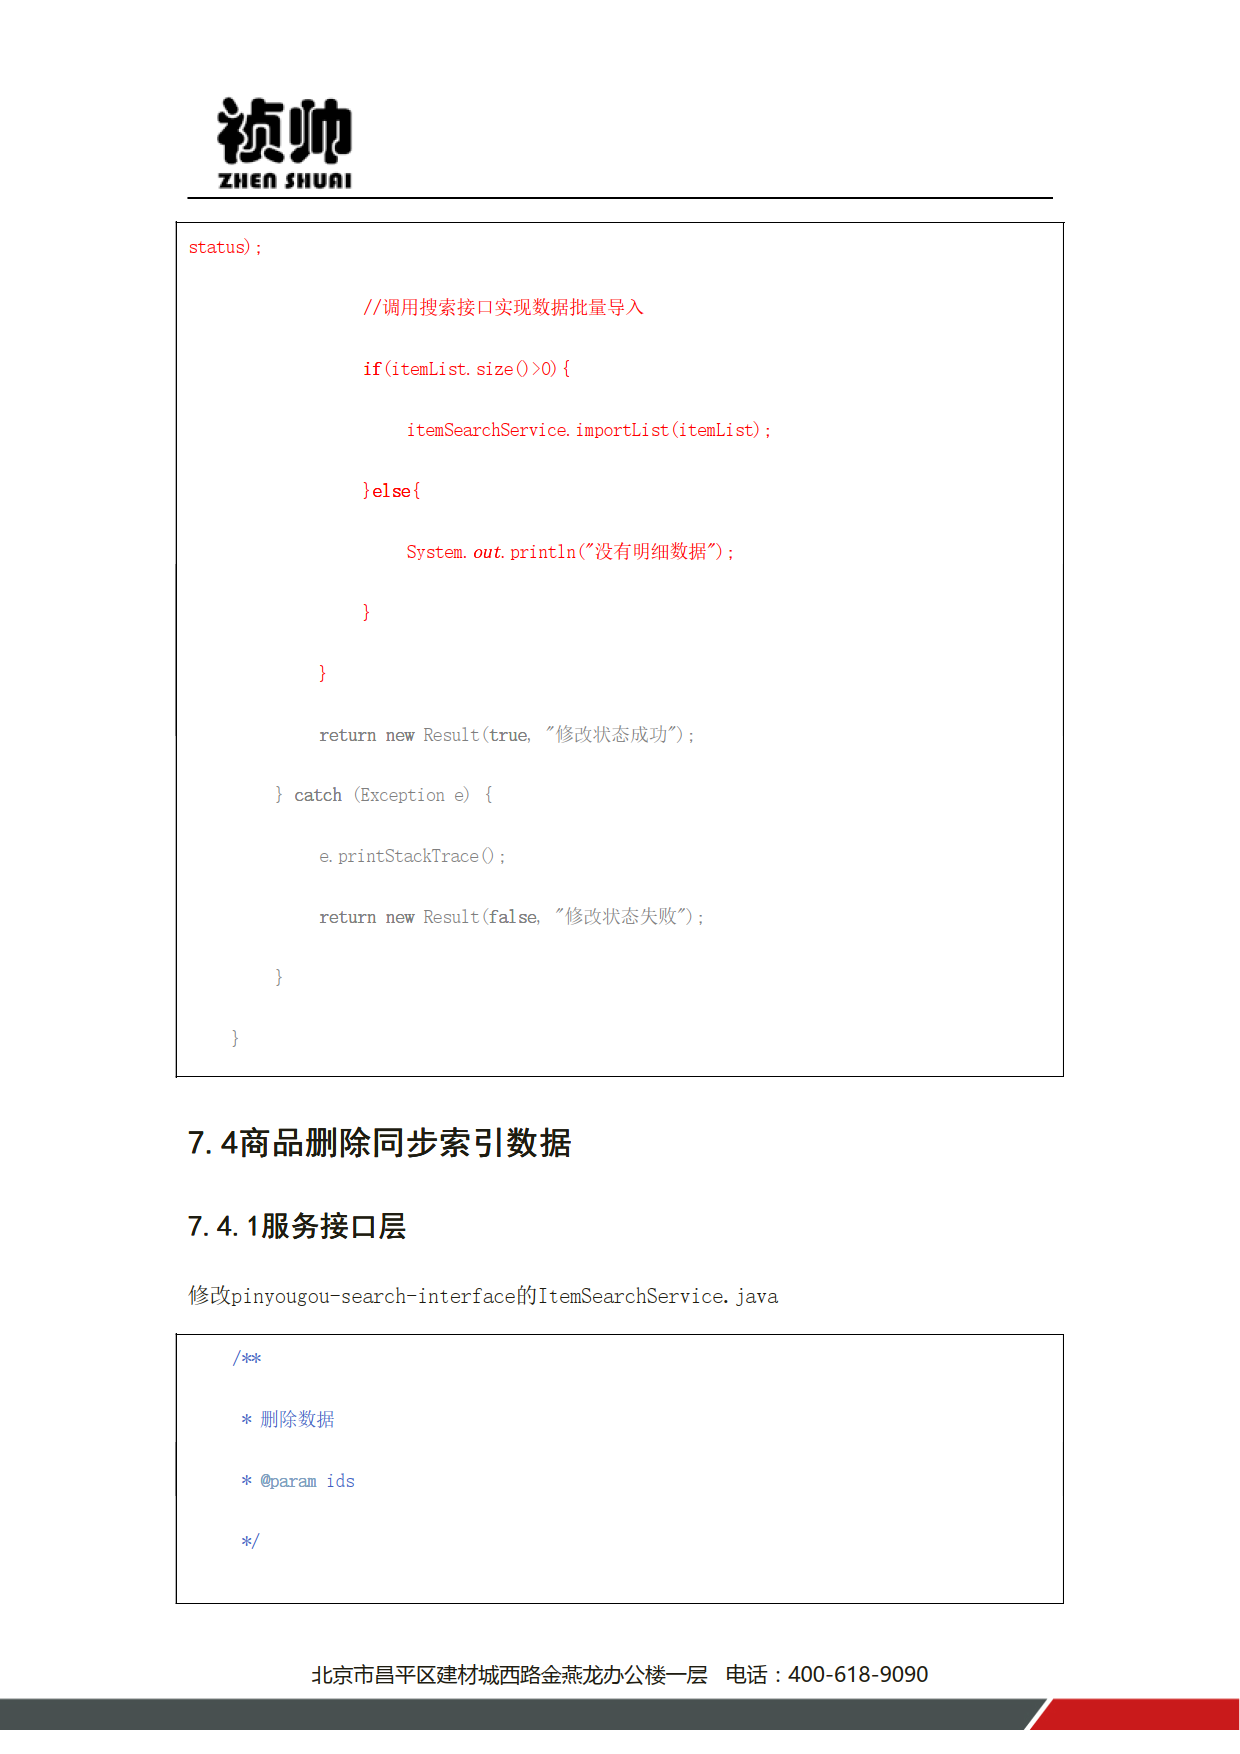 祯帅
ZHEN SHUAI
status);
//调用搜索接口实现数据批量导入
if(itemList.size()>0){
itemSearchService.importList(itemList);
}else{
System.out.println("没有明细数据");
}
}
return new Result(true, "修改状态成功");
} catch (Exception e) {
e.printStackTrace();
return new Result(false, "修改状态失败");
}
}
7.4商品删除同步索引数据
7.4.1服务接口层
修改pinyougou-search-interface的ItemSearchService.java
/**
* 删除数据
* @param ids
*/
北京市昌平区建材城西路金燕龙办公楼一层 电话：400-618-9090